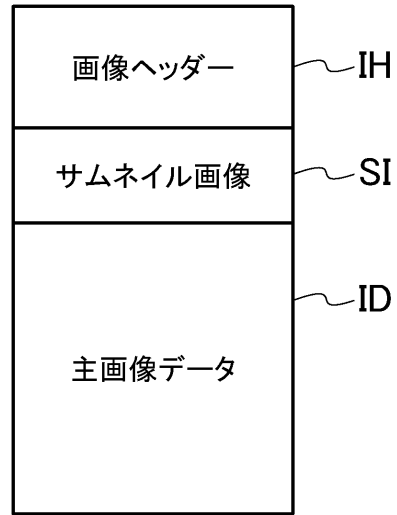 画像ヘッダー
IH
サムネイル画像
SI
ID
主画像データ